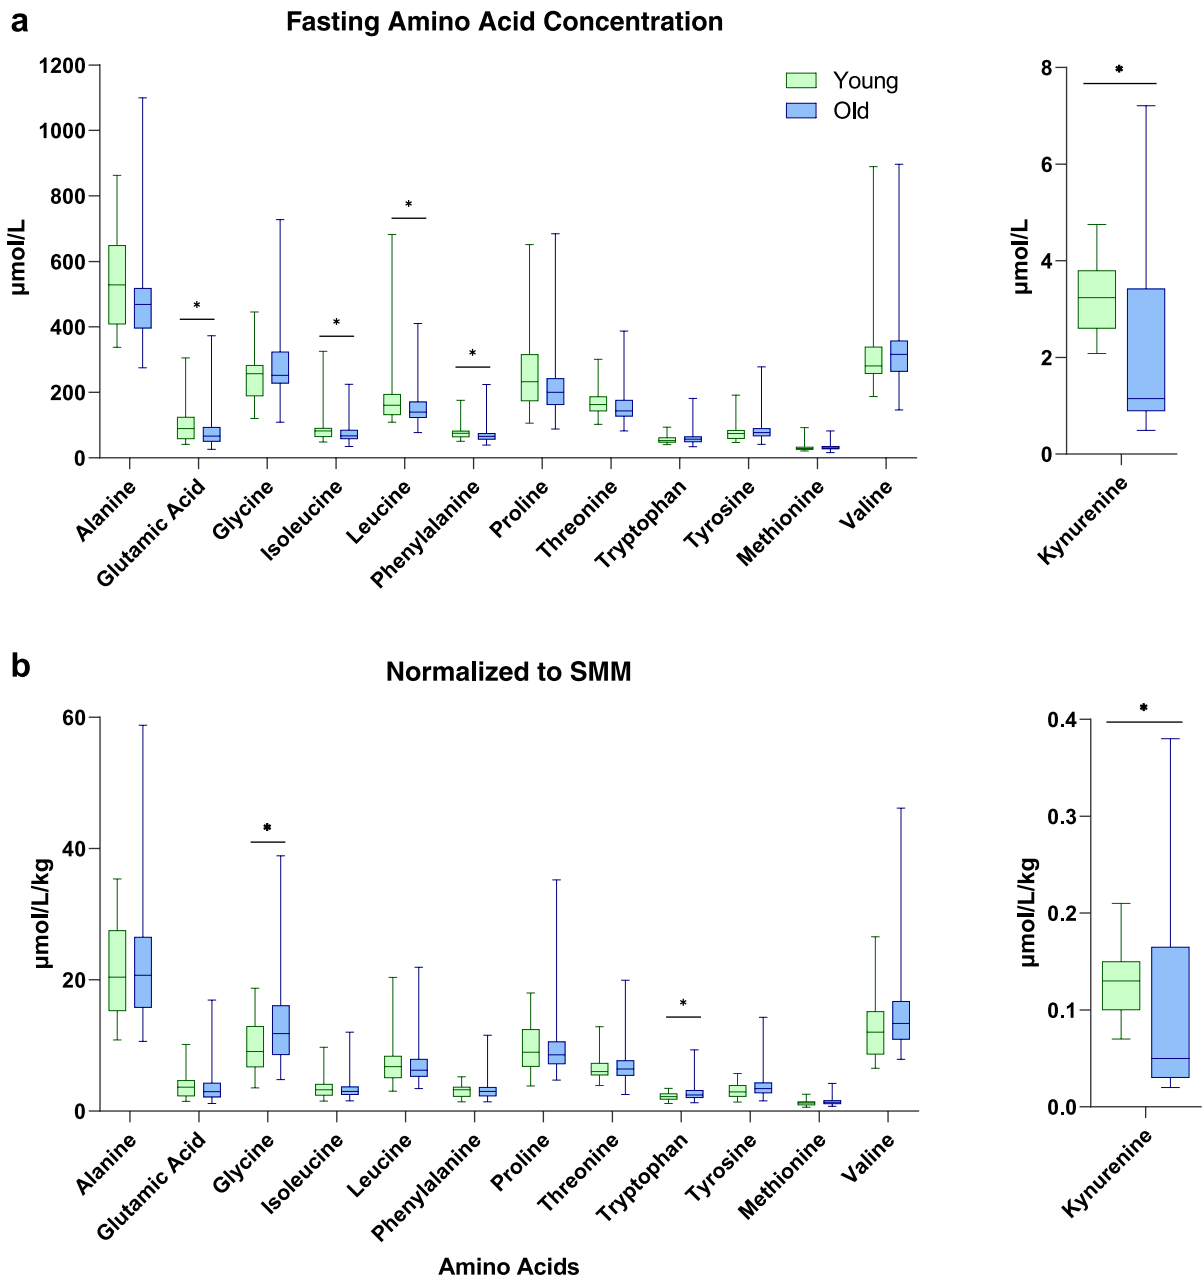 a
Fasting Amino Acid Concentration
1200
1000
800
600
400
200
0
µmol/L
Young
Old
*
*
*
*
Alanine
Glutamic Acid
Glycine
Isoleucine
Leucine
Phenylalanine
Proline
Threonine
Tryptophan
Tyrosine
Methionine
Valine
8
6
4
2
0
µmol/L
*
Kynurenine
b
Normalized to SMM
60
40
20
0
µmol/L/kg
*
*
Alanine
Glutamic Acid
Glycine
Isoleucine
Leucine
Phenylalanine
Proline
Threonine
Tryptophan
Tyrosine
Methionine
Valine
Amino Acids
0.4
0.3
0.2
0.1
0.0
µmol/L/kg
*
Kynurenine